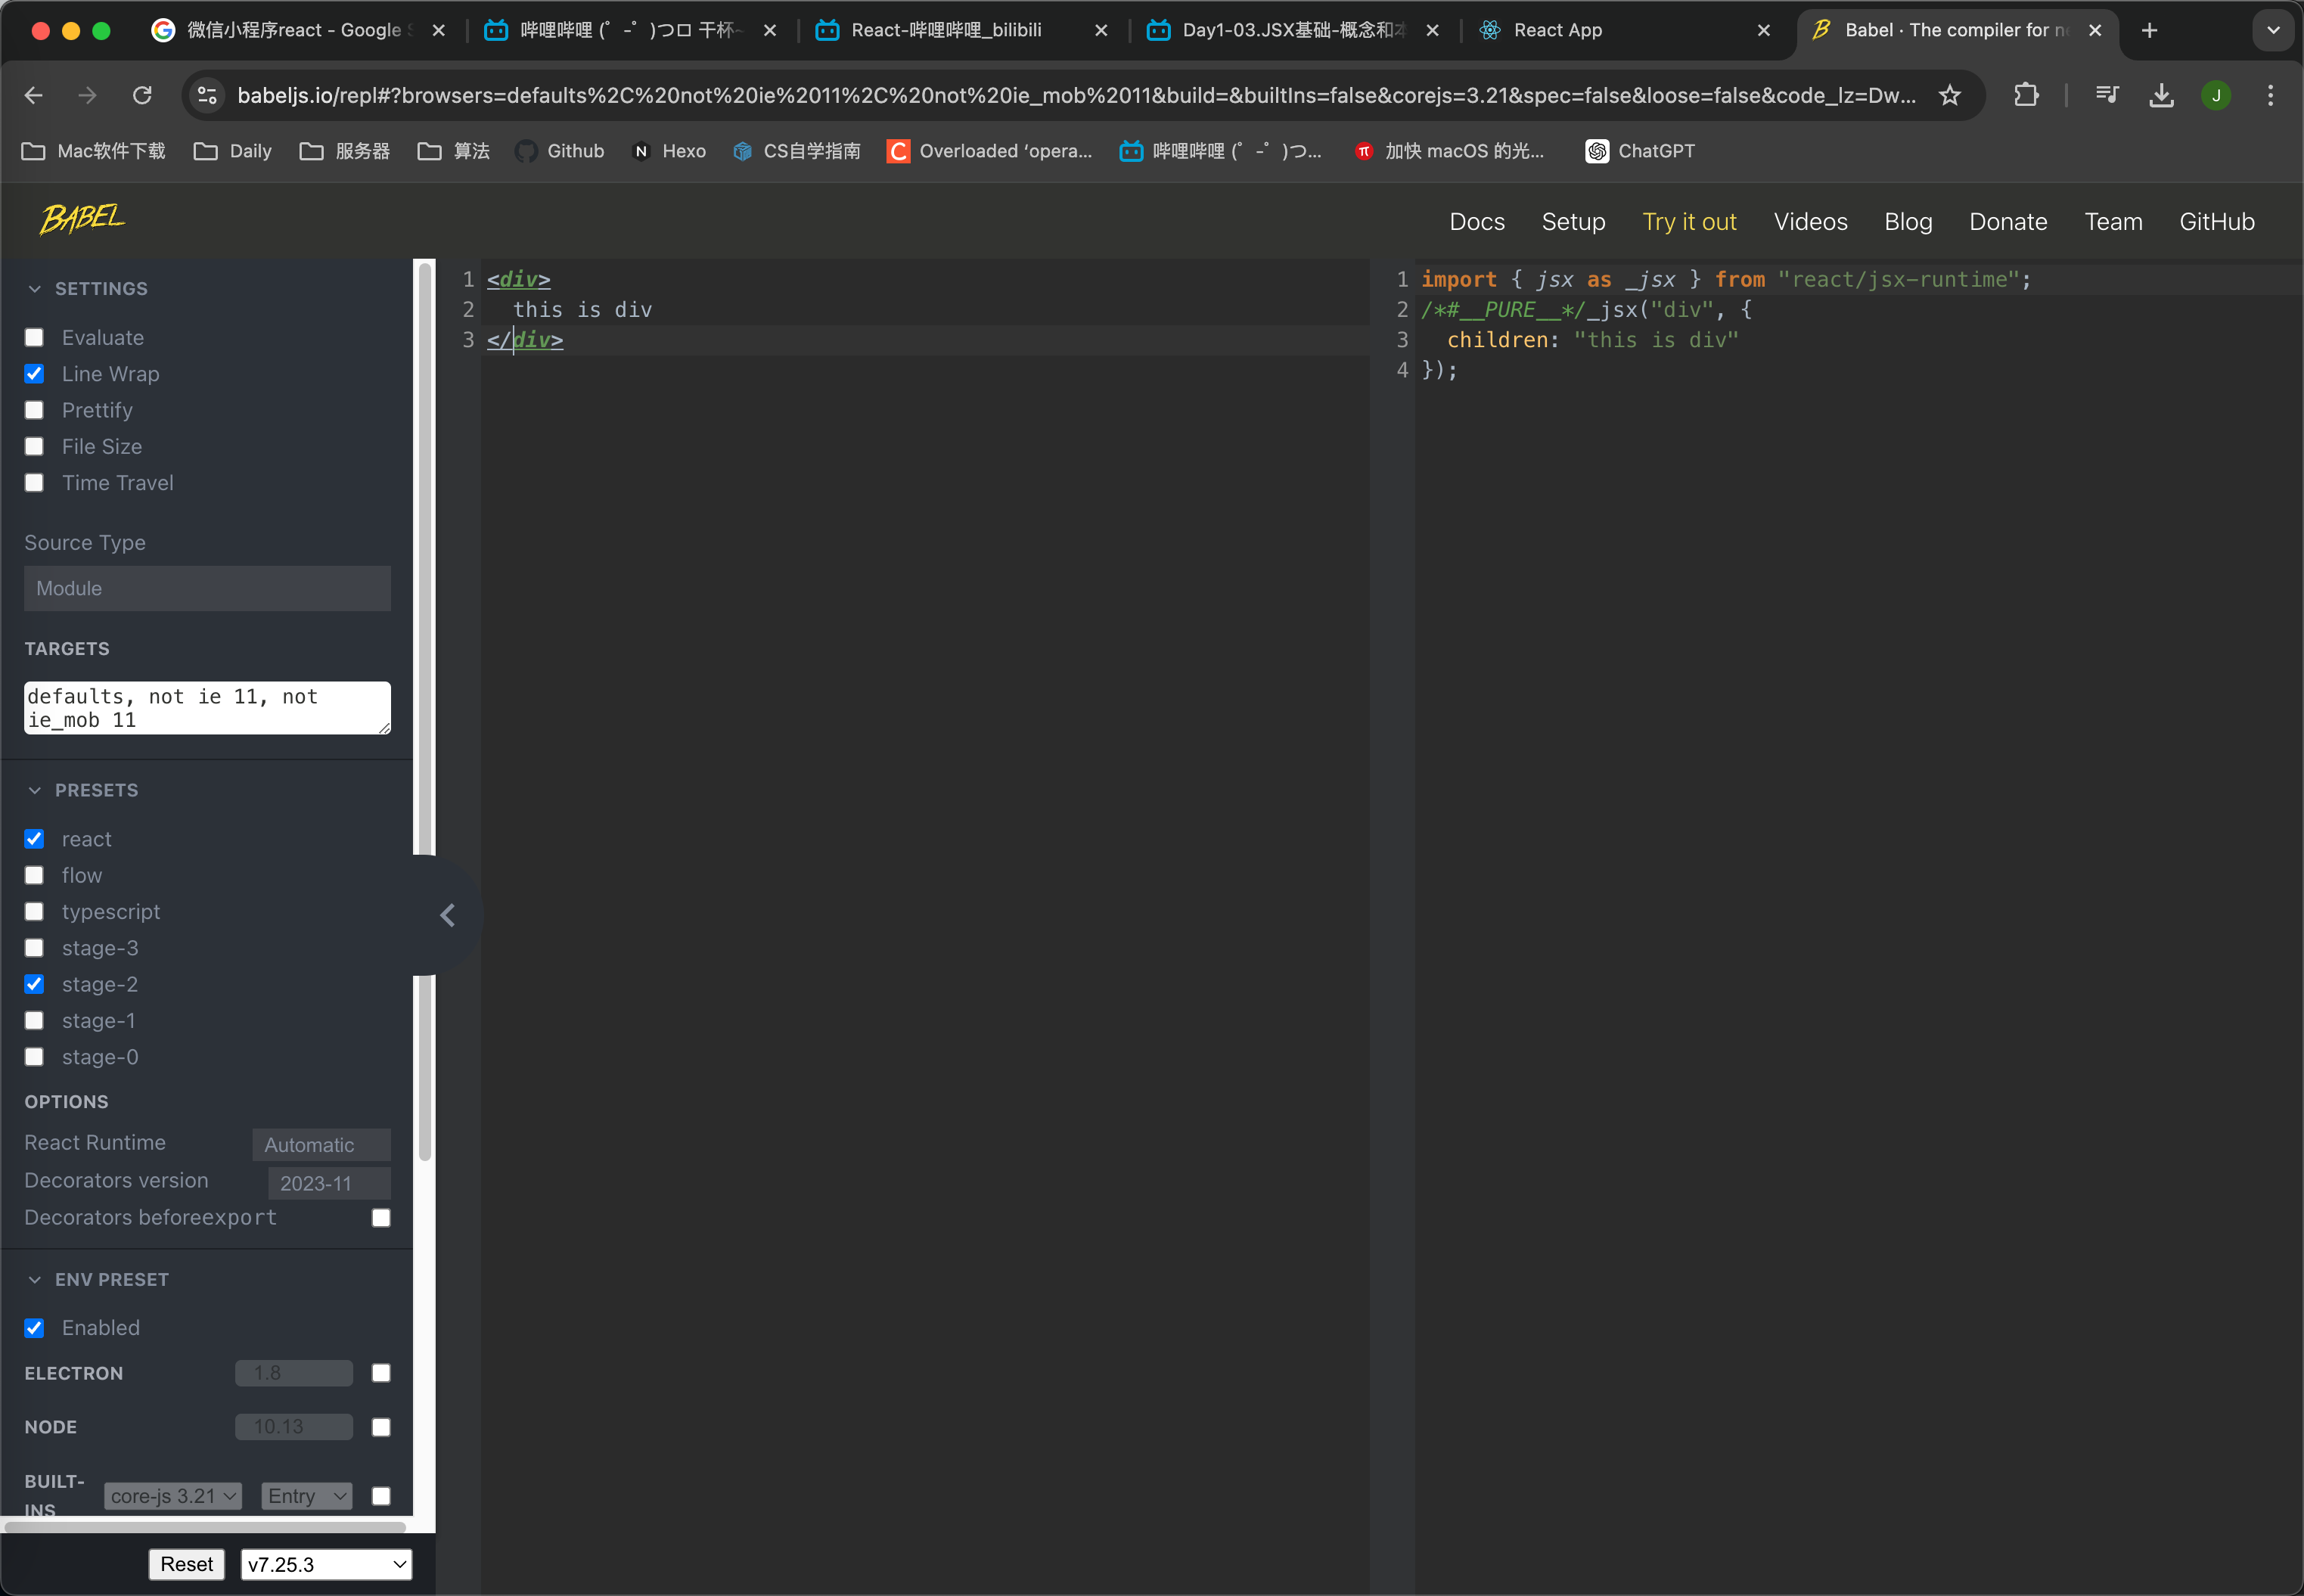 微信小程序react - Google
哔哩哔哩 (゜-゜)つロ 干杯~
React-哔哩哔哩_bilibili
Day1-03.JSX基础-概念和
React App
Babel · The compiler for
babeljs.io/repl#?browsers=defaults%2C%20not%20ie%2011%2C%20not%20ie_mob%2011&build=&builtIns=false&corejs=3.21&spec=false&loose=false&code_lz=Dw...
J
Mac软件下载
Daily
服务器
算法
Github
Hexo
CS自学指南
Overloaded ‘opera...
哔哩哔哩 (゜-゜)つ...
加快 macOS 的光...
ChatGPT
BABEL
Docs
Setup
Try it out
Videos
Blog
Donate
Team
GitHub
SETTINGS
Evaluate
Line Wrap
Prettify
File Size
Time Travel
Source Type
Module
TARGETS
defaults, not ie 11, not
ie_mob 11
PRESETS
react
flow
typescript
stage-3
stage-2
stage-1
stage-0
OPTIONS
React Runtime Automatic
Decorators version 2023-11
Decorators beforeexport
ENV PRESET
Enabled
ELECTRON 1.8
NODE 10.13
BUILT-
INS core-js 3.21 Entry
Reset v7.25.3
1 <div>
2 this is div
3 </div>
1 import { jsx as _jsx } from "react/jsx-runtime";
2 /*#__PURE__*/_jsx("div", {
3 children: "this is div"
4 });